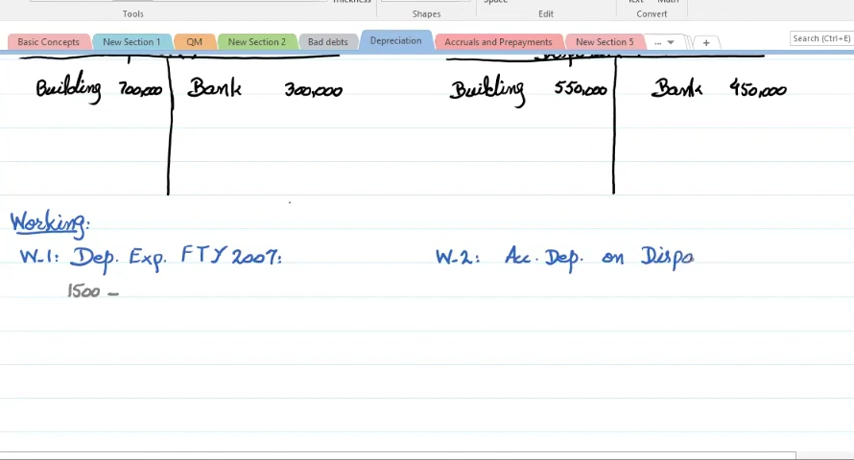 Tools Shapes Edit Convert
Basic Concepts New Section 1 QM New Section 2 Bad debts Depreciation Accruals and Prepayments New Section 5 ... + Search (Ctrl+E)
Building 700,000 Bank 300,000 Building 550,000 Bank 450,000
Working:
W-1: Dep. Exp. FTY 2007: W-2: Acc. Dep. on Dispo
1500 -